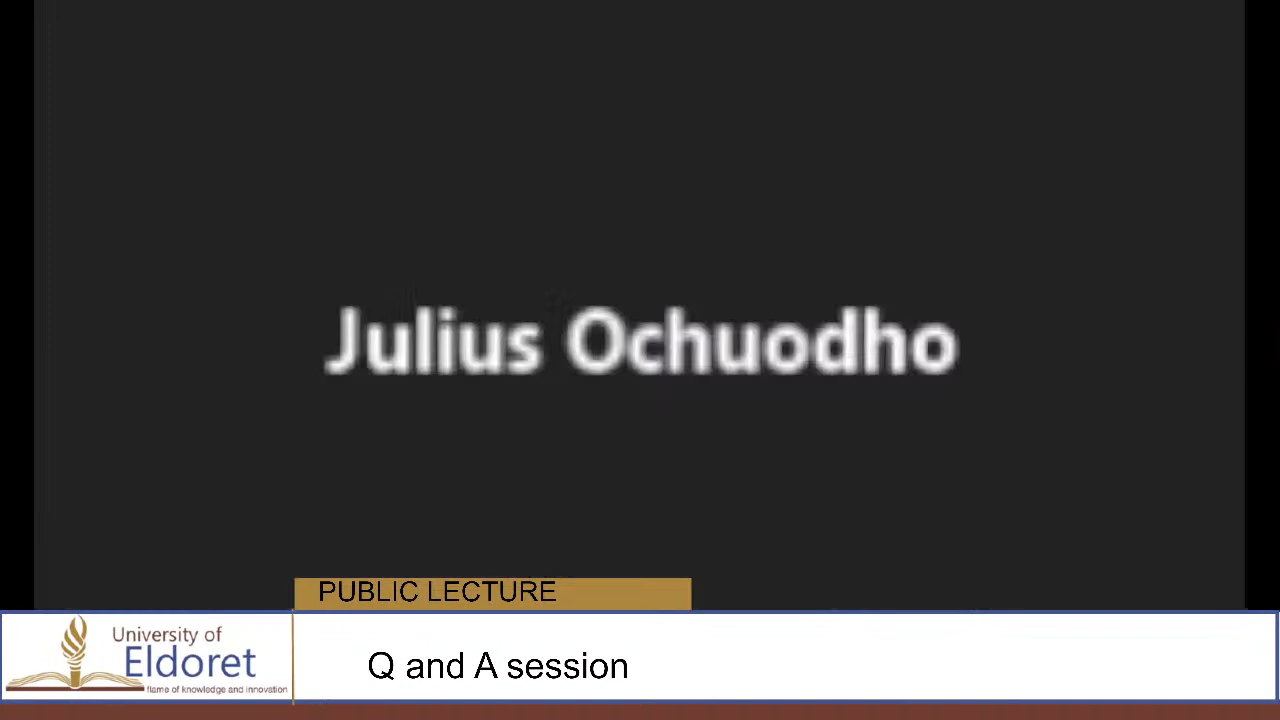 Julius Ochuodho
PUBLIC LECTURE
University of
Eldoret
flame of knowledge and innovation
Q and A session